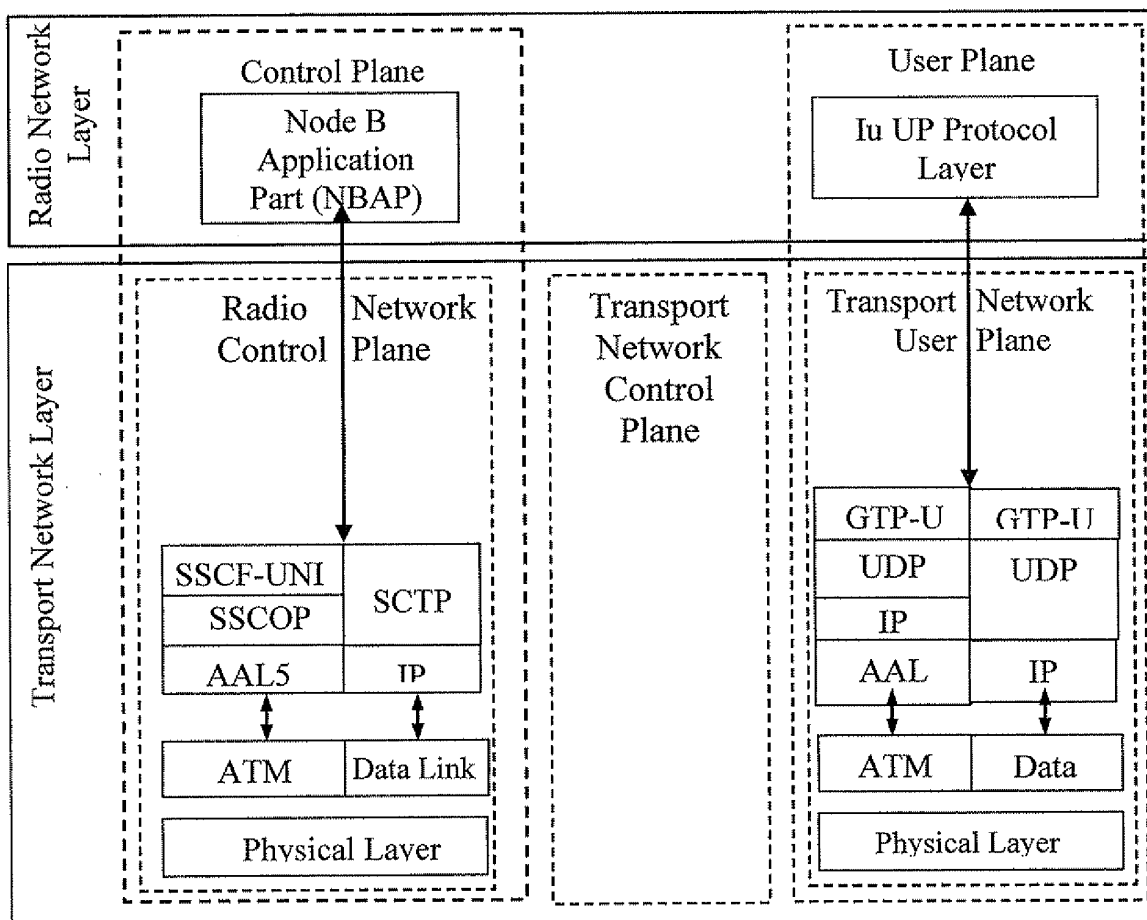 Radio Network
Layer
Control Plane
Node B
Application
Part (NBAP)
User Plane
Iu UP Protocol
Layer
Transport Network Layer
Radio Network
Control Plane
Transport
Network
Control
Plane
Transport Network
User Plane
SSCF-UNI
SSCOP
SCTP
AAL5
IP
ATM
Data Link
Physical Layer
GTP-U
GTP-U
UDP
UDP
IP
AAL
IP
ATM
Data
Physical Layer